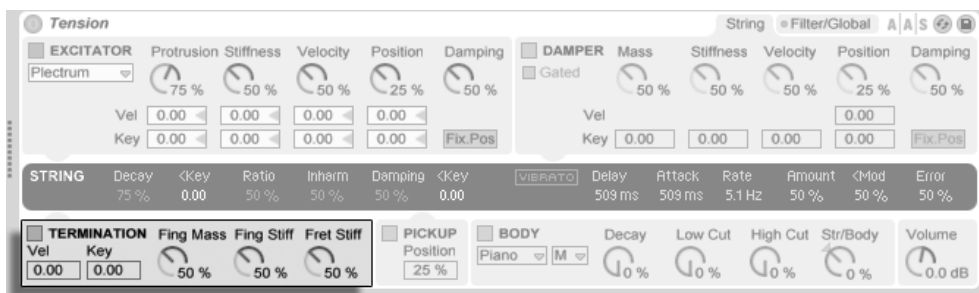 Tension String Filter/Global A A S
EXCITATOR Protrusion Stiffness Velocity Position Damping
Plectrum
75 % 50 % 50 % 25 % 50 %
Vel 0.00 0.00 0.00 0.00
Key 0.00 0.00 0.00 0.00 Fix.Pos
DAMPER Mass Stiffness Velocity Position Damping
Gated
50 % 50 % 50 % 25 % 50 %
Vel 0.00
Key 0.00 0.00 0.00 0.00 Fix.Pos
STRING Decay <Key Ratio Inharm Damping <Key VIBRATO Delay Attack Rate Amount <Mod Error
75 % 0.00 50 % 50 % 50 % 0.00 509 ms 509 ms 5.1 Hz 50 % 50 % 50 %
TERMINATION Fing Mass Fing Stiff Fret Stiff
Vel Key
0.00 0.00 50 % 50 % 50 %
PICKUP
Position
25 %
BODY Decay Low Cut High Cut Str/Body
Piano M
0 % 0 % 0 % 0 %
Volume
0.0 dB